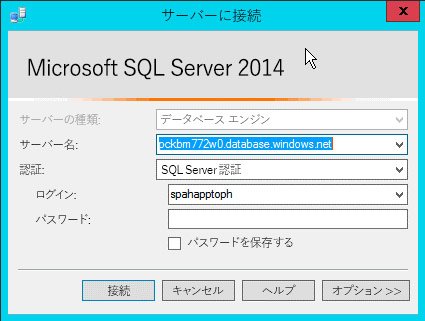 サーバーに接続
Microsoft SQL Server 2014
サーバーの種類: データベース エンジン
サーバー名: pckbm772w0.database.windows.net
認証: SQL Server 認証
ログイン: spahapptoph
パスワード:
パスワードを保存する
接続 キャンセル ヘルプ オプション >>